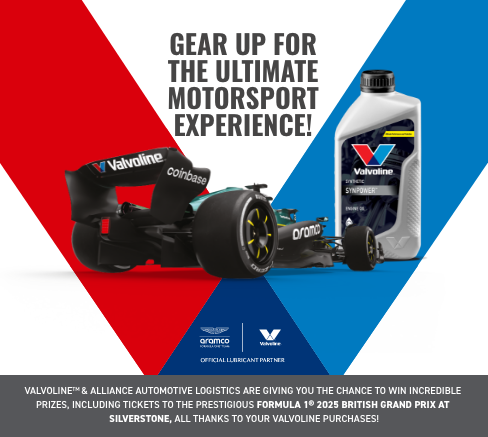 GEAR UP FOR
THE ULTIMATE
MOTORSPORT
EXPERIENCE!
Valvoline
coinbase
aramco
Valvoline
SYNTHETIC
SYNPOWER
ENGINE OIL
aramco
Valvoline
OFFICIAL LUBRICANT PARTNER
VALVOLINE™ & ALLIANCE AUTOMOTIVE LOGISTICS ARE GIVING YOU THE CHANCE TO WIN INCREDIBLE
PRIZES, INCLUDING TICKETS TO THE PRESTIGIOUS FORMULA 1® 2025 BRITISH GRAND PRIX AT
SILVERSTONE, ALL THANKS TO YOUR VALVOLINE PURCHASES!